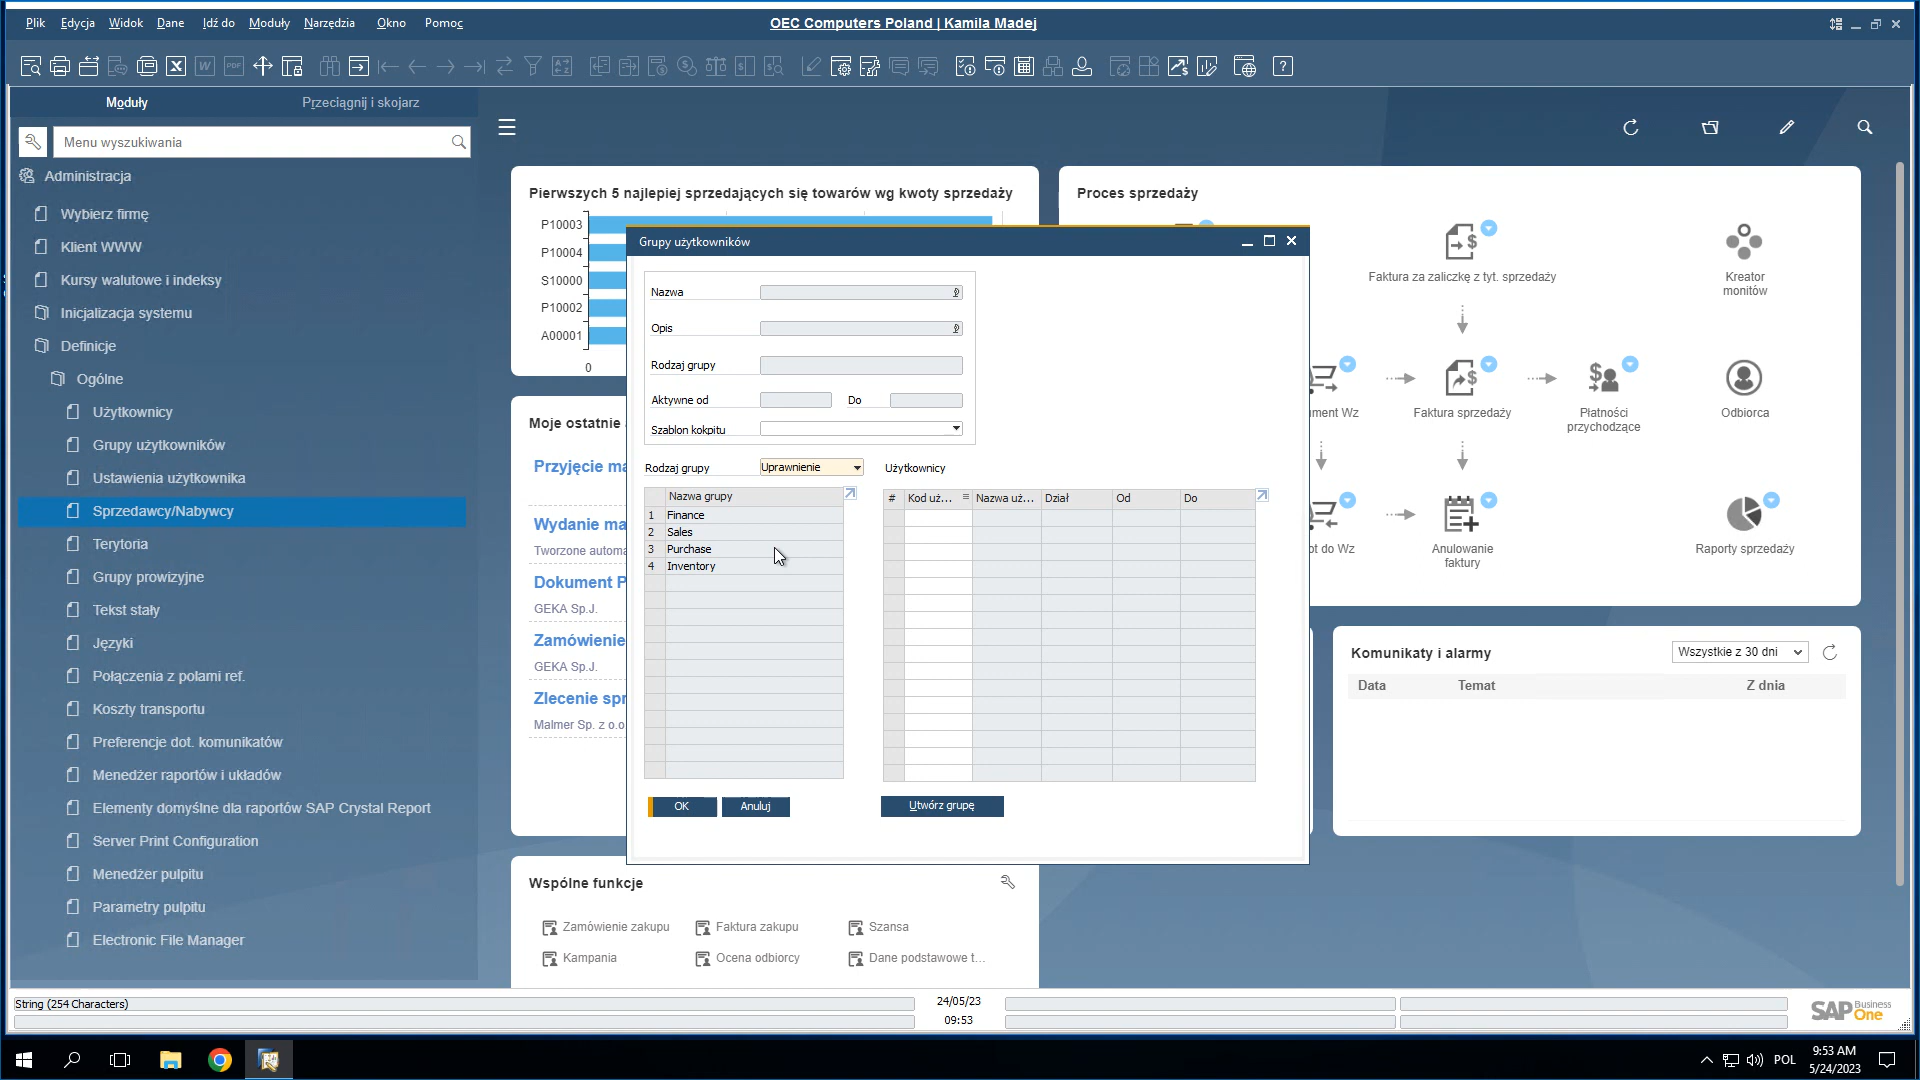 Plik Edycja Widok Dane Idź do Moduły Narzędzia Okno Pomoc
OEC Computers Poland | Kamila Madej
Moduły Przeciągnij i skojarz
Menu wyszukiwania
Administracja
Wybierz firmę
Klient WWW
Kursy walutowe i indeksy
Inicjalizacja systemu
Definicje
Ogólne
Użytkownicy
Grupy użytkowników
Ustawienia użytkownika
Sprzedawcy/Nabywcy
Terytoria
Grupy prowizyjne
Tekst stały
Języki
Połączenia z polami ref.
Koszty transportu
Preferencje dot. komunikatów
Menedżer raportów i układów
Elementy domyślne dla raportów SAP Crystal Report
Server Print Configuration
Menedżer pulpitu
Parametry pulpitu
Electronic File Manager
Pierwszych 5 najlepiej sprzedających się towarów wg kwoty sprzedaży
P10003
P10004
S10000
P10002
A00001
0
Moje ostatnie
Przyjęcie ma
Wydanie ma
Tworzone automa
Dokument P
GEKA Sp.J.
Zamówienie
GEKA Sp.J.
Zlecenie spr
Malmer Sp. z o.o
Grupy użytkowników
Nazwa
Opis
Rodzaj grupy
Aktywne od Do
Szablon kokpitu
Rodzaj grupy Uprawnienie Użytkownicy
Nazwa grupy
1 Finance
2 Sales
3 Purchase
4 Inventory
# Kod uż... Nazwa uż... Dział Od Do
OK Anuluj Utwórz grupę
Proces sprzedaży
Faktura za zaliczkę z tyt. sprzedaży
Kreator
monitów
ment Wz
Faktura sprzedaży
Płatności
przychodzące
Odbiorca
ot do Wz
Anulowanie
faktury
Raporty sprzedaży
Komunikaty i alarmy
Wszystkie z 30 dni
Data Temat Z dnia
Wspólne funkcje
Zamówienie zakupu Faktura zakupu Szansa
Kampania Ocena odbiorcy Dane podstawowe t...
String (254 Characters)
24/05/23
09:53
SAP Business One
POL
9:53 AM
5/24/2023